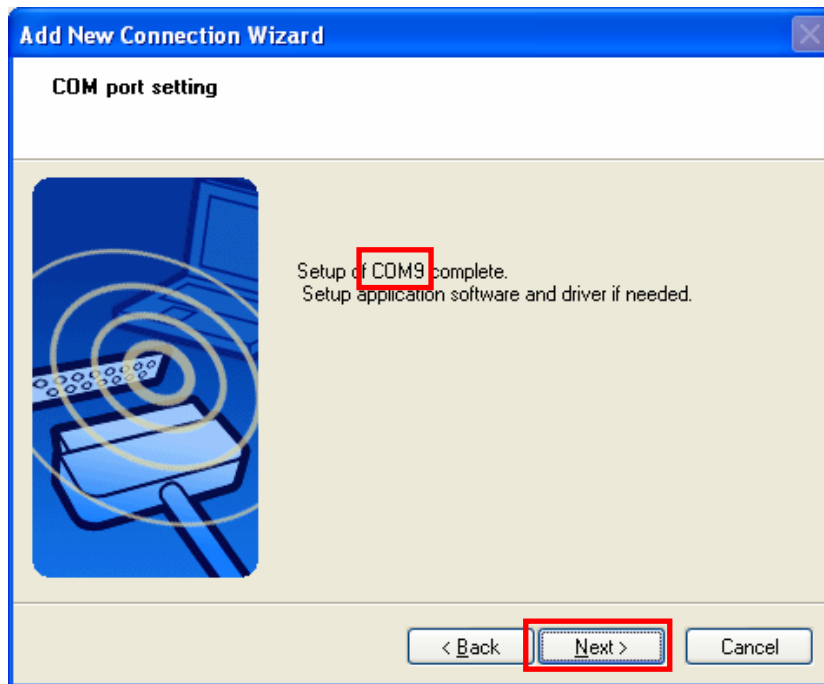 Add New Connection Wizard
COM port setting
Setup of COM9 complete.
Setup application software and driver if needed.
< Back
Next >
Cancel